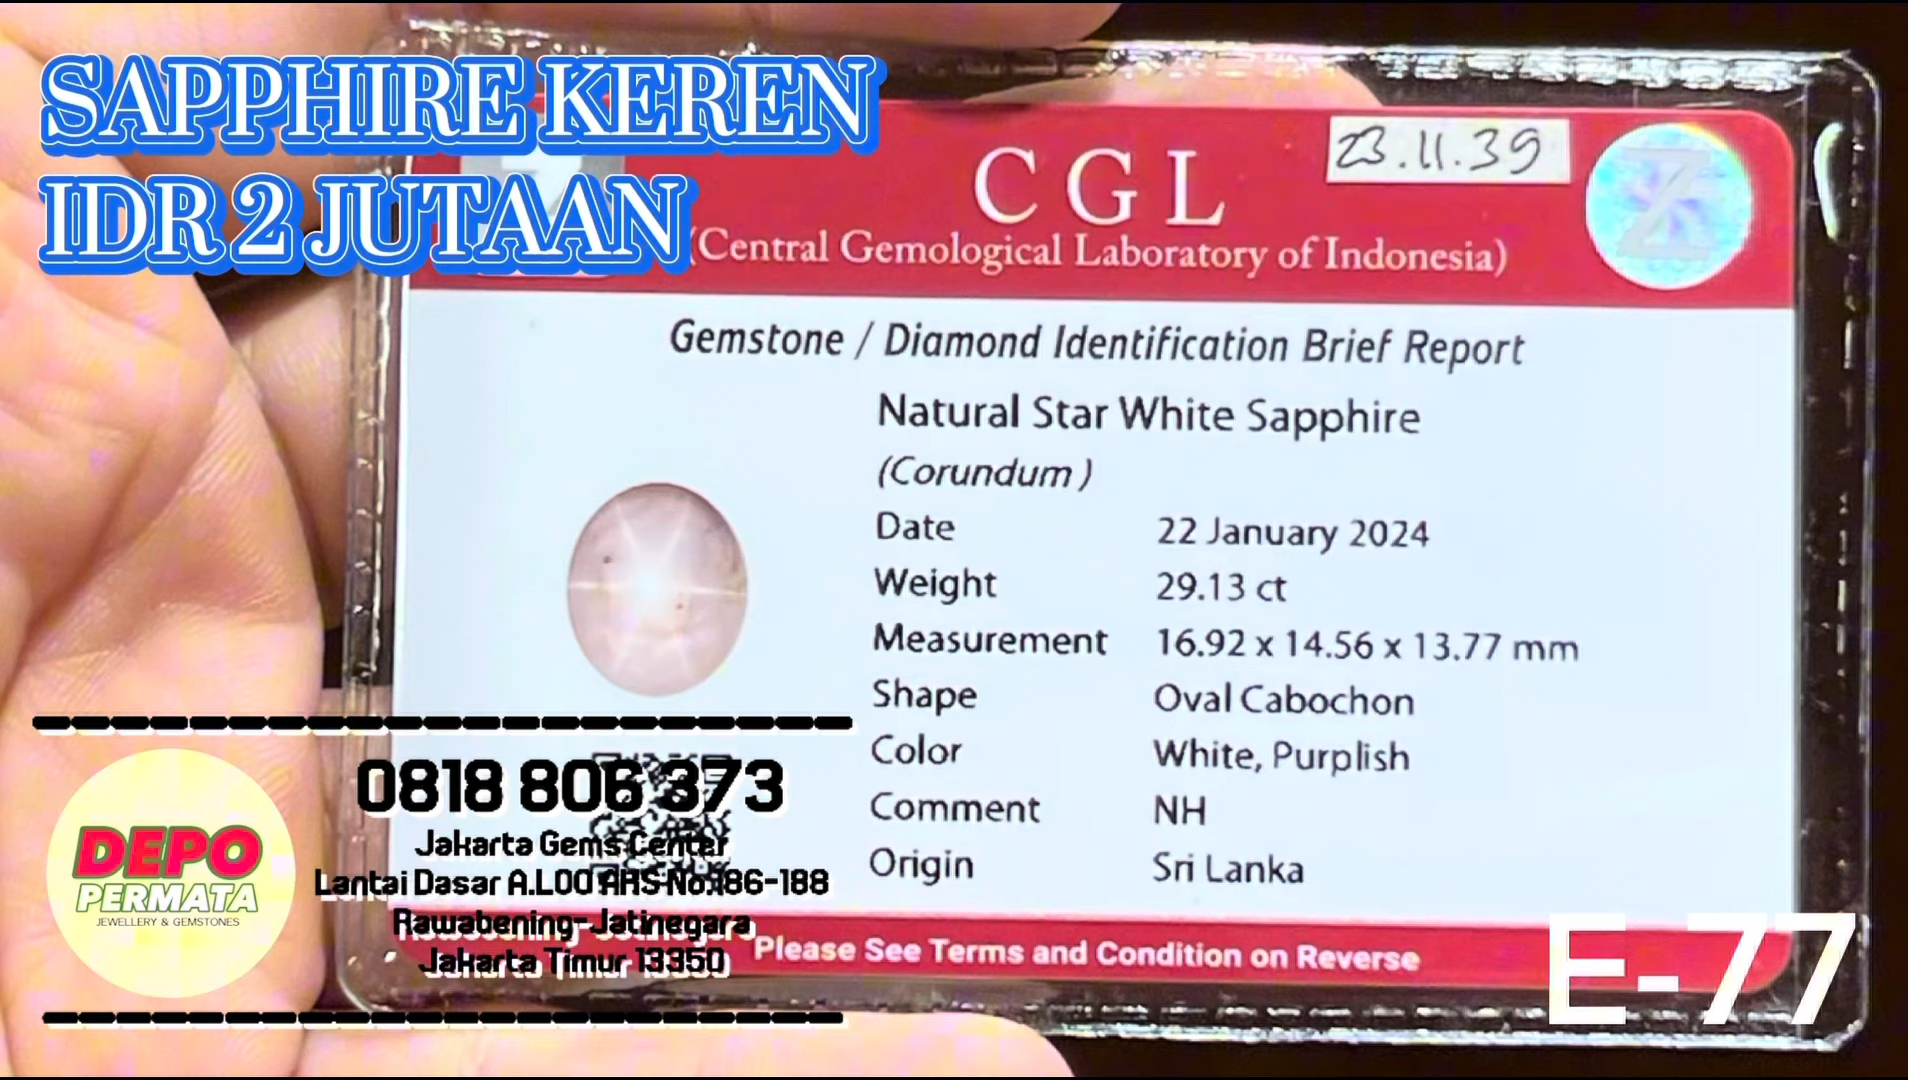 SAPPHIRE KEREN
IDR 2 JUTAAN
23.11.39
CGL
(Central Gemological Laboratory of Indonesia)
Gemstone / Diamond Identification Brief Report
Natural Star White Sapphire
(Corundum)
Date 22 January 2024
Weight 29.13 ct
Measurement 16.92 x 14.56 x 13.77 mm
Shape Oval Cabochon
Color White, Purplish
Comment NH
Origin Sri Lanka
Please See Terms and Condition on Reverse
DEPO
PERMATA
JEWELLERY & GEMSTONES
0818 806 373
Jakarta Gems Center
Lantai Dasar A.LOO AKS No.
Rawabening-Jatinegara
Jakarta Timur 13350
E-77